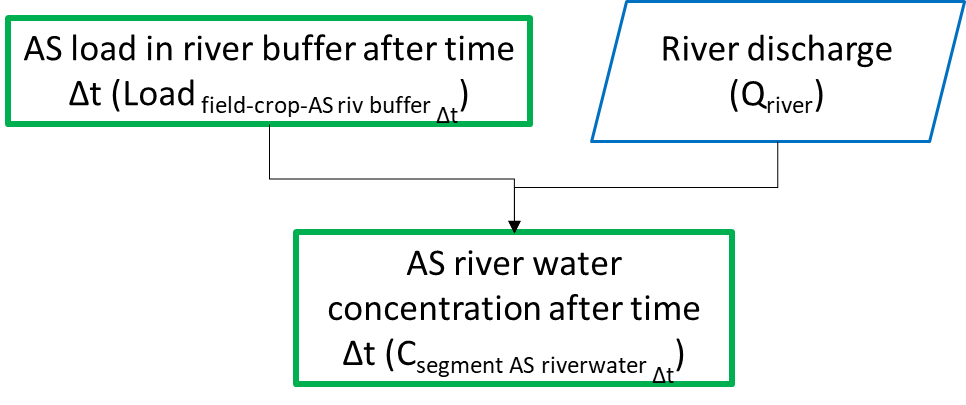 AS load in river buffer after time
Δt (Load field-crop-AS riv buffer Δt)
River discharge
(Qriver)
AS river water
concentration after time
Δt (Csegment AS riverwater Δt)